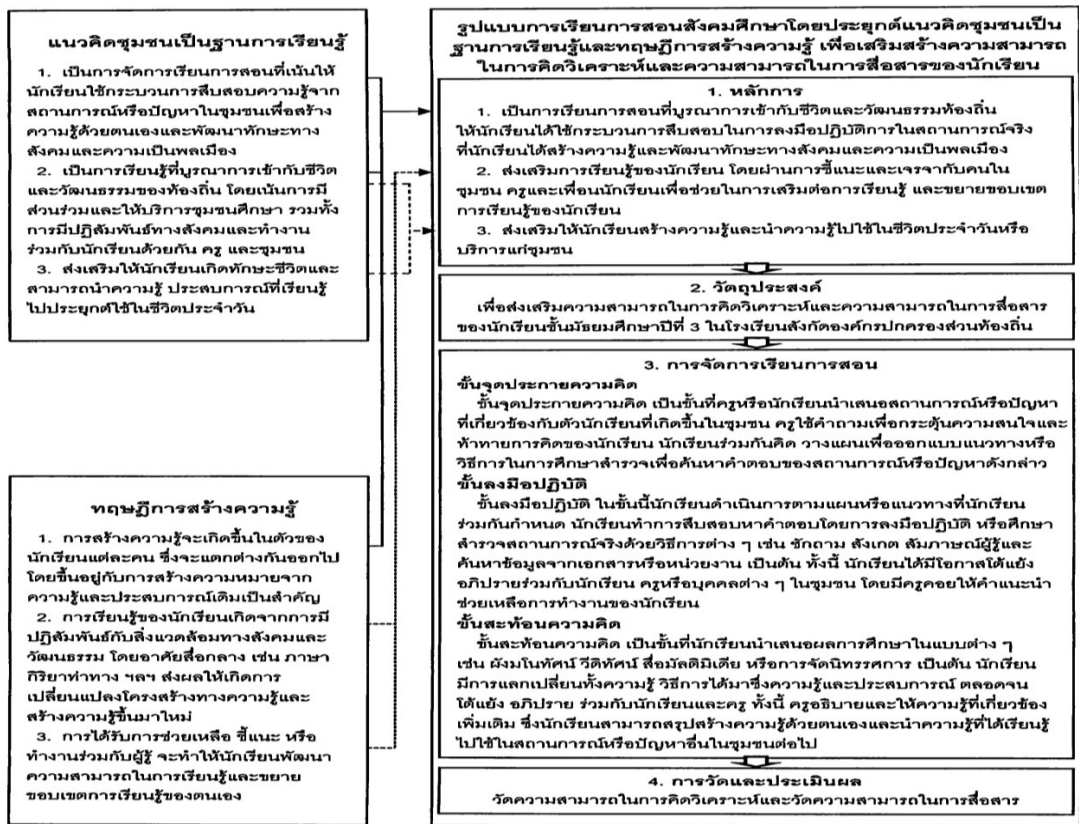 แนวคิดชุมชนเป็นฐานการเรียนรู้
1. เป็นการจัดการเรียนการสอนที่เน้นให้
นักเรียนใช้กระบวนการสืบสอบความรู้จาก
สถานการณ์หรือปัญหาในชุมชนเพื่อสร้าง
ความรู้ด้วยตนเองและพัฒนาทักษะทาง
สังคมและความเป็นพลเมือง
2. เป็นการเรียนรู้ที่บูรณาการเข้ากับชีวิต
และวัฒนธรรมของท้องถิ่น โดยเน้นการมี
ส่วนร่วมและให้บริการชุมชนศึกษา รวมทั้ง
การมีปฏิสัมพันธ์ทางสังคมและทำงาน
ร่วมกับนักเรียนด้วยกัน ครู และชุมชน
3. ส่งเสริมให้นักเรียนเกิดทักษะชีวิตและ
สามารถนำความรู้ ประสบการณ์ที่เรียนรู้
ไปประยุกต์ใช้ในชีวิตประจำวัน
ทฤษฎีการสร้างความรู้
1. การสร้างความรู้จะเกิดขึ้นในตัวของ
นักเรียนแต่ละคน ซึ่งจะแตกต่างกันออกไป
โดยขึ้นอยู่กับการสร้างความหมายจาก
ความรู้และประสบการณ์เดิมเป็นสำคัญ
2. การเรียนรู้ของนักเรียนเกิดจากการมี
ปฏิสัมพันธ์กับสิ่งแวดล้อมทางสังคมและ
วัฒนธรรม โดยอาศัยสื่อกลาง เช่น ภาษา
กิริยาท่าทาง ฯลฯ ส่งผลให้เกิดการ
เปลี่ยนแปลงโครงสร้างทางความรู้และ
สร้างความรู้ขึ้นมาใหม่
3. การได้รับการช่วยเหลือ ชี้แนะ หรือ
ทำงานร่วมกับผู้รู้ จะทำให้นักเรียนพัฒนา
ความสามารถในการเรียนรู้และขยาย
ขอบเขตการเรียนรู้ของตนเอง
รูปแบบการเรียนการสอนสังคมศึกษาโดยประยุกต์แนวคิดชุมชนเป็น
ฐานการเรียนรู้และทฤษฎีการสร้างความรู้ เพื่อเสริมสร้างความสามารถ
ในการคิดวิเคราะห์และความสามารถในการสื่อสารของนักเรียน
1. หลักการ
1. เป็นการเรียนการสอนที่บูรณาการเข้ากับชีวิตและวัฒนธรรมท้องถิ่น
ให้นักเรียนได้ใช้กระบวนการสืบสอบในการลงมือปฏิบัติการในสถานการณ์จริง
ที่นักเรียนได้สร้างความรู้และพัฒนาทักษะทางสังคมและความเป็นพลเมือง
2. ส่งเสริมการเรียนรู้ของนักเรียน โดยผ่านการชี้แนะและเจรจากับคนใน
ชุมชน ครูและเพื่อนนักเรียนเพื่อช่วยในการเสริมต่อการเรียนรู้ และขยายขอบเขต
การเรียนรู้ของนักเรียน
3. ส่งเสริมให้นักเรียนสร้างความรู้และนำความรู้ไปใช้ในชีวิตประจำวันหรือ
บริการแก่ชุมชน
2. วัตถุประสงค์
เพื่อส่งเสริมความสามารถในการคิดวิเคราะห์และความสามารถในการสื่อสาร
ของนักเรียนชั้นมัธยมศึกษาปีที่ 3 ในโรงเรียนสังกัดองค์กรปกครองส่วนท้องถิ่น
3. การจัดการเรียนการสอน
ขั้นจุดประกายความคิด
ขั้นจุดประกายความคิด เป็นขั้นที่ครูหรือนักเรียนนำเสนอสถานการณ์หรือปัญหา
ที่เกี่ยวข้องกับตัวนักเรียนที่เกิดขึ้นในชุมชน ครูใช้คำถามเพื่อกระตุ้นความสนใจและ
ท้าทายการคิดของนักเรียน นักเรียนร่วมกันคิด วางแผนเพื่อออกแบบแนวทางหรือ
วิธีการในการศึกษาสำรวจเพื่อค้นหาคำตอบของสถานการณ์หรือปัญหาดังกล่าว
ขั้นลงมือปฏิบัติ
ขั้นลงมือปฏิบัติ ในขั้นนี้นักเรียนดำเนินการตามแผนหรือแนวทางที่นักเรียน
ร่วมกันกำหนด นักเรียนทำการสืบสอบหาคำตอบโดยการลงมือปฏิบัติ หรือศึกษา
สำรวจสถานการณ์จริงด้วยวิธีการต่าง ๆ เช่น ซักถาม สังเกต สัมภาษณ์ผู้รู้และ
ค้นหาข้อมูลจากเอกสารหรือหน่วยงาน เป็นต้น ทั้งนี้ นักเรียนได้มีโอกาสโต้แย้ง
อภิปรายร่วมกับนักเรียน ครูหรือบุคคลต่าง ๆ ในชุมชน โดยมีครูคอยให้คำแนะนำ
ช่วยเหลือการทำงานของนักเรียน
ขั้นสะท้อนความคิด
ขั้นสะท้อนความคิด เป็นขั้นที่นักเรียนนำเสนอผลการศึกษาในแบบต่าง ๆ
เช่น ผังมโนทัศน์ วีดิทัศน์ สื่อมัลติมิเดีย หรือการจัดนิทรรศการ เป็นต้น นักเรียน
มีการแลกเปลี่ยนทั้งความรู้ วิธีการได้มาซึ่งความรู้และประสบการณ์ ตลอดจน
โต้แย้ง อภิปราย ร่วมกับนักเรียนและครู ทั้งนี้ ครูอธิบายและให้ความรู้ที่เกี่ยวข้อง
เพิ่มเติม ซึ่งนักเรียนสามารถสรุปสร้างความรู้ด้วยตนเองและนำความรู้ที่ได้เรียนรู้
ไปใช้ในสถานการณ์หรือปัญหาอื่นในชุมชนต่อไป
4. การวัดและประเมินผล
วัดความสามารถในการคิดวิเคราะห์และวัดความสามารถในการสื่อสาร